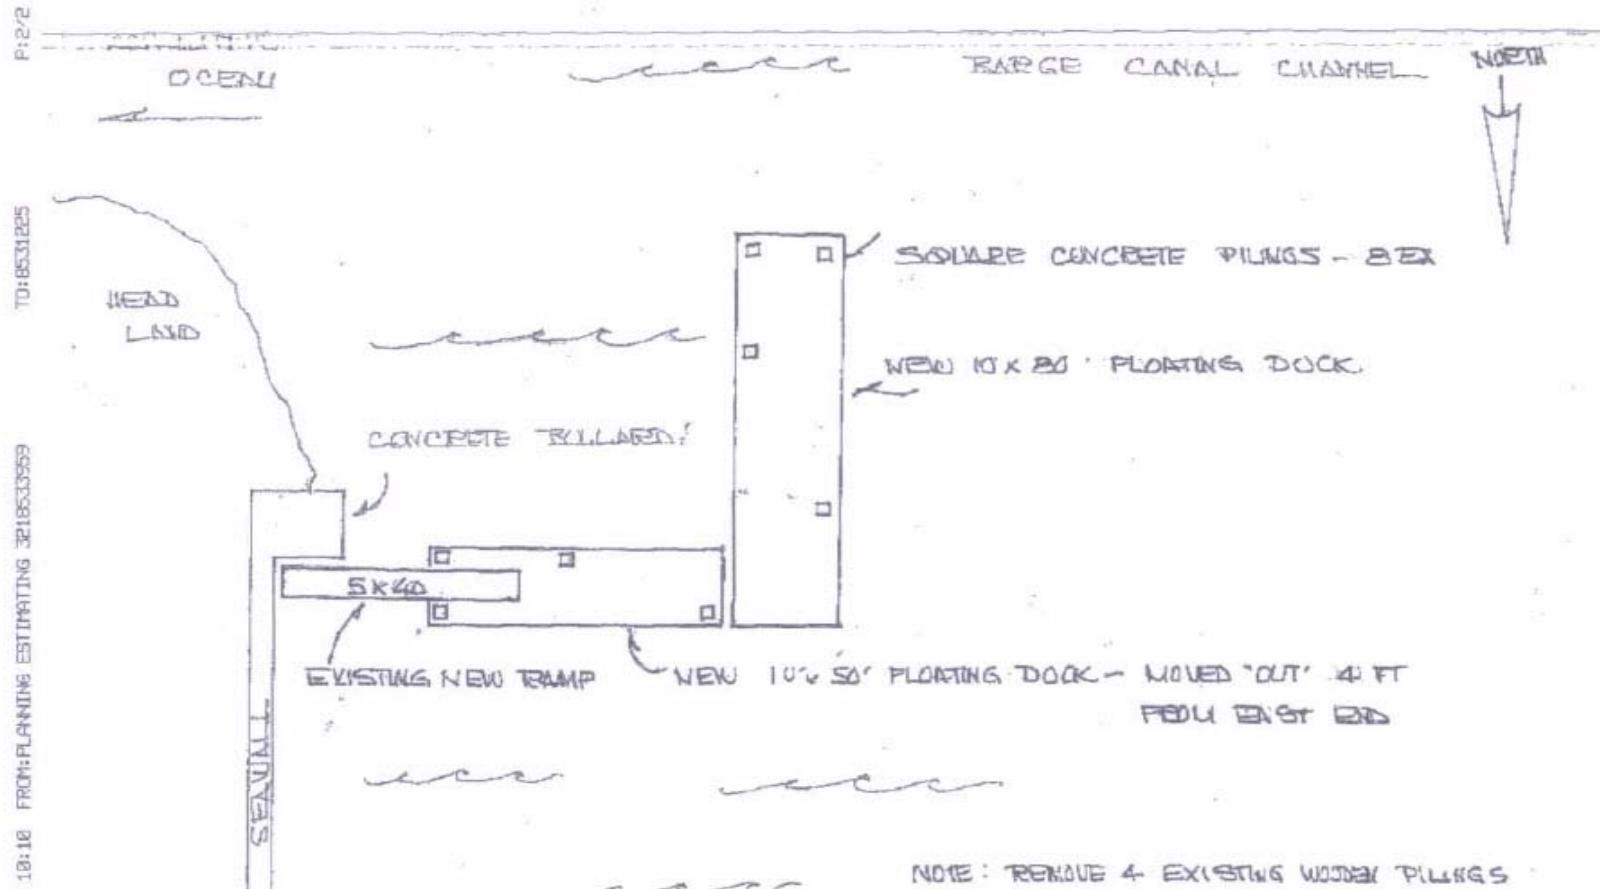 P:2/2
TO:8531225
10:10 FROM:PLANNING ESTIMATING 3218533959
OCEAN
BARGE CANAL CHANNEL
NORTH
HEAD
LAND
SQUARE CONCRETE PILINGS - 8 EA
NEW 10 x 80' FLOATING DOCK
CONCRETE BULLARD!
5 x 40
EXISTING NEW RAMP
NEW 10' x 50' FLOATING DOCK - MOVED "OUT" 4 FT
FROM EAST END
SEAWALL
NOTE: REMOVE 4 EXISTING WOODEN PILINGS